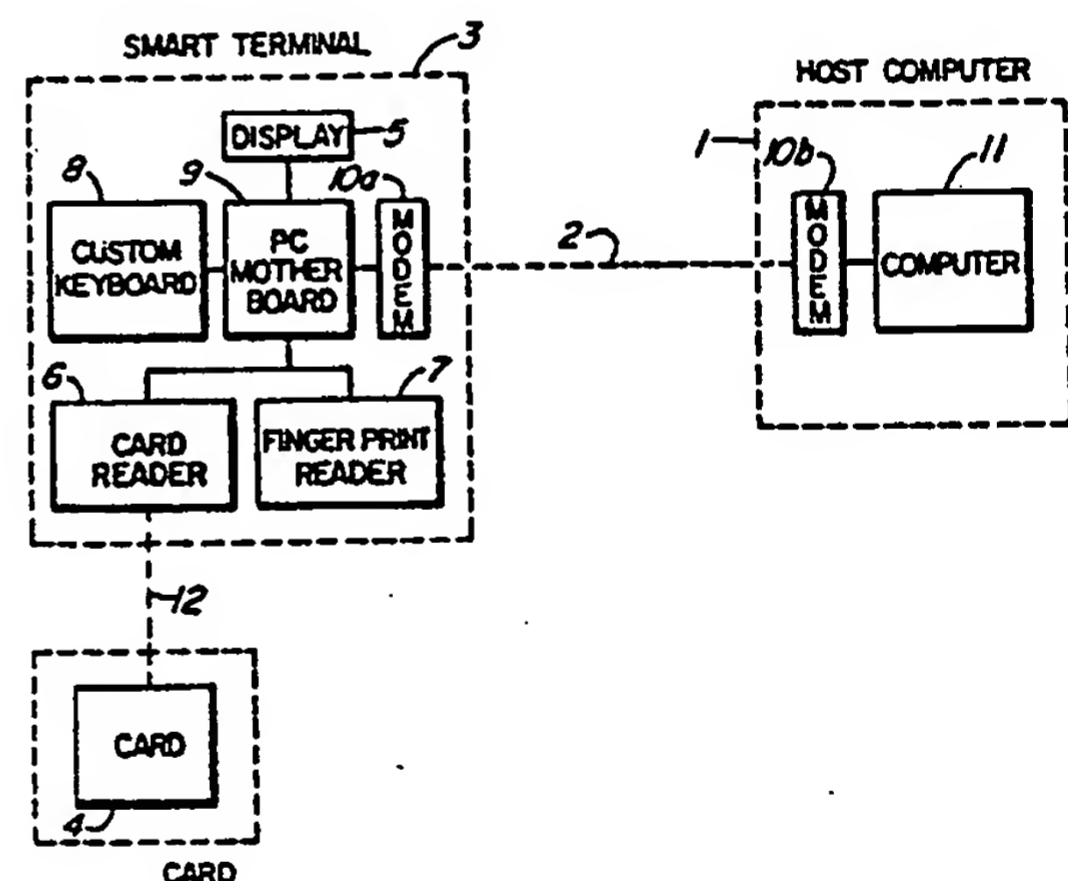 SMART TERMINAL
3
DISPLAY
5
8
CUSTOM
KEYBOARD
9
PC
MOTHER
BOARD
10a
MODEM
2
HOST COMPUTER
1
10b
MODEM
11
COMPUTER
6
CARD
READER
7
FINGER PRINT
READER
12
CARD
4
CARD